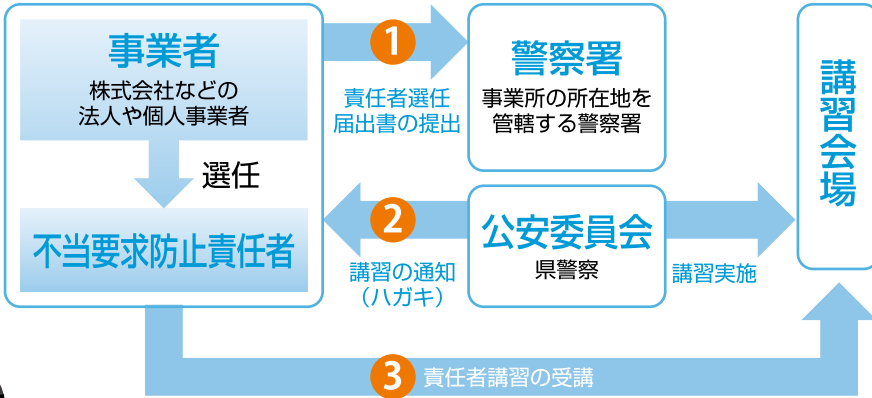 事業者
株式会社などの
法人や個人事業者
選任
不当要求防止責任者
1
責任者選任
届出書の提出
警察署
事業所の所在地を
管轄する警察署
2
講習の通知
（ハガキ）
公安委員会
県警察
講習実施
講習会場
3 責任者講習の受講